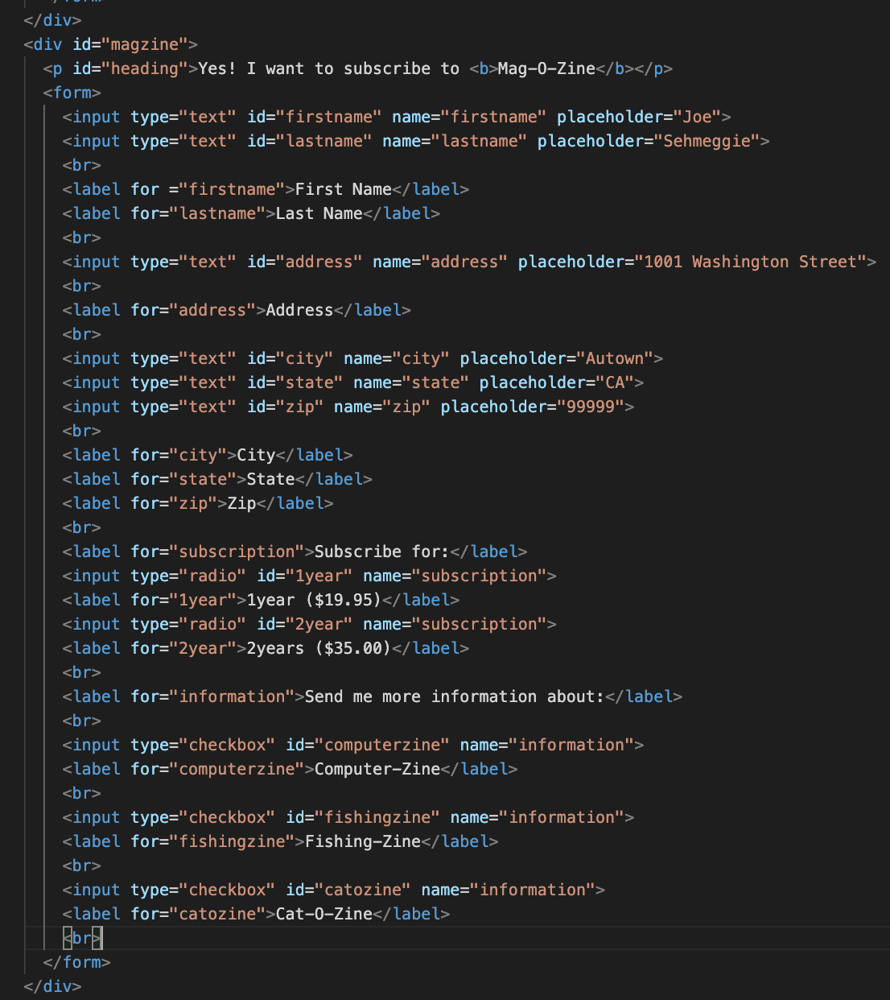 </form>
</div>
<div id="magzine">
<p id="heading">Yes! I want to subscribe to <b>Mag-O-Zine</b></p>
<form>
<input type="text" id="firstname" name="firstname" placeholder="Joe">
<input type="text" id="lastname" name="lastname" placeholder="Sehmeggie">
<br>
<label for ="firstname">First Name</label>
<label for="lastname">Last Name</label>
<br>
<input type="text" id="address" name="address" placeholder="1001 Washington Street">
<br>
<label for="address">Address</label>
<br>
<input type="text" id="city" name="city" placeholder="Autown">
<input type="text" id="state" name="state" placeholder="CA">
<input type="text" id="zip" name="zip" placeholder="99999">
<br>
<label for="city">City</label>
<label for="state">State</label>
<label for="zip">Zip</label>
<br>
<label for="subscription">Subscribe for:</label>
<input type="radio" id="1year" name="subscription">
<label for="1year">1year ($19.95)</label>
<input type="radio" id="2year" name="subscription">
<label for="2year">2years ($35.00)</label>
<br>
<label for="information">Send me more information about:</label>
<br>
<input type="checkbox" id="computerzine" name="information">
<label for="computerzine">Computer-Zine</label>
<br>
<input type="checkbox" id="fishingzine" name="information">
<label for="fishingzine">Fishing-Zine</label>
<br>
<input type="checkbox" id="catozine" name="information">
<label for="catozine">Cat-O-Zine</label>
<br>
</form>
</div>